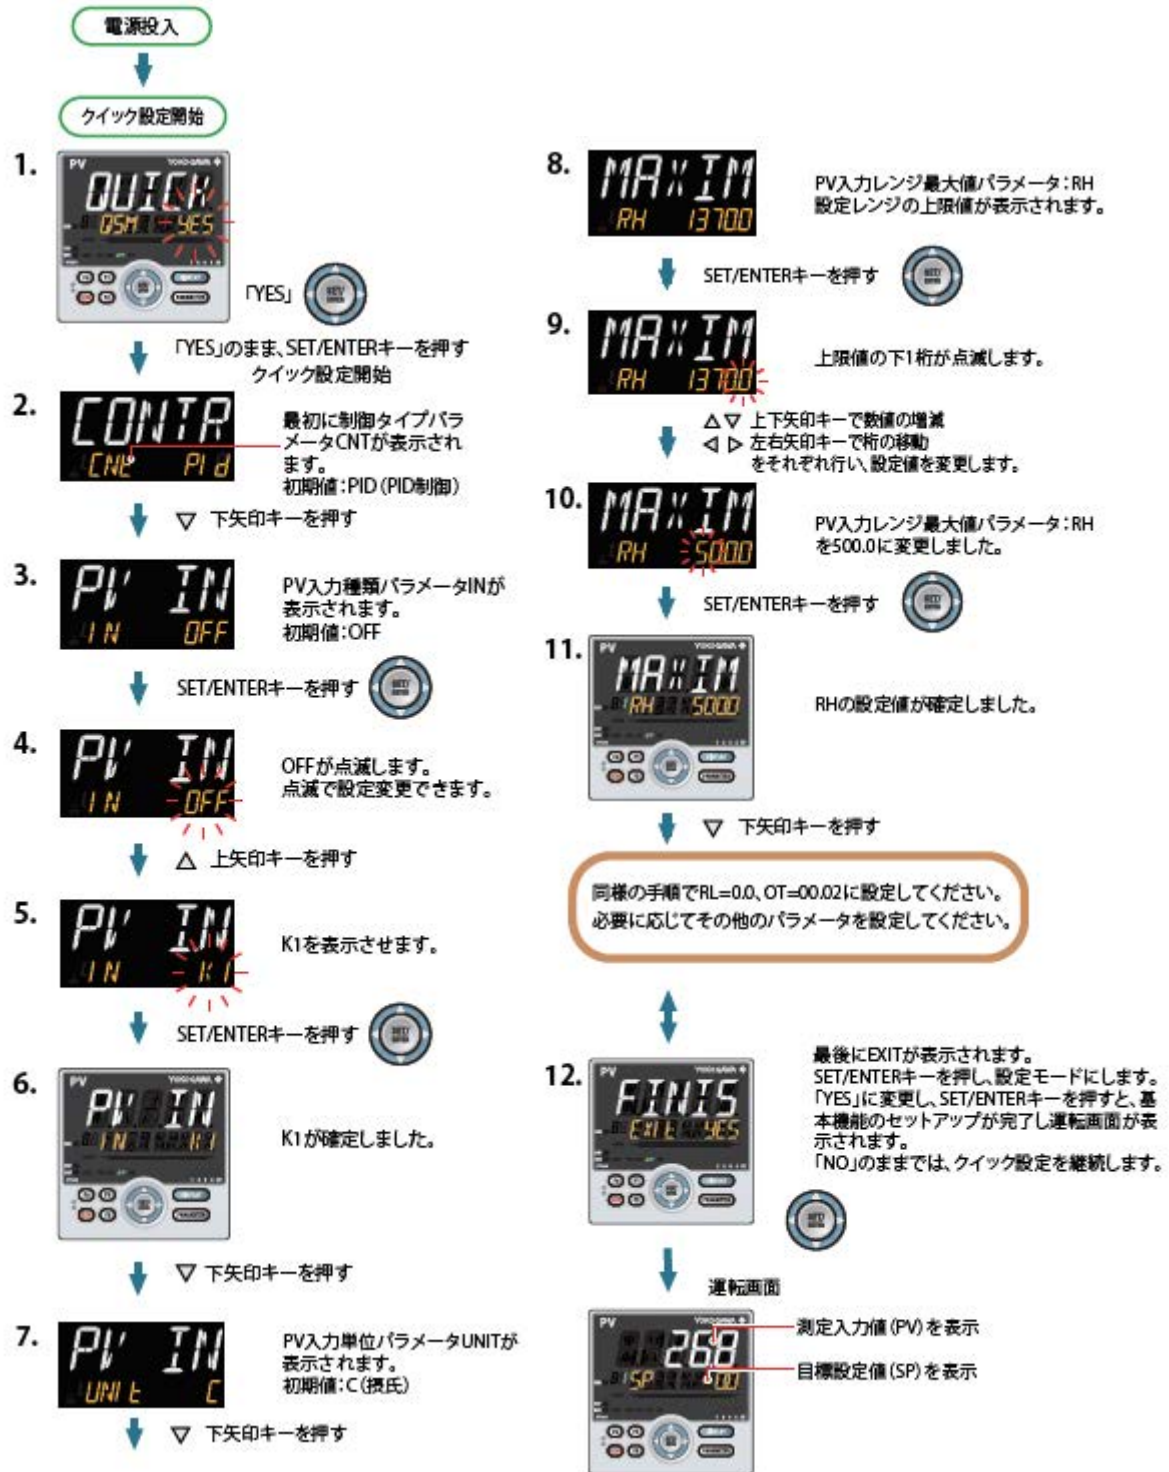 電源投入
クイック設定開始
1.
PV YOKOGAWA
QUICK
QSM YES
「YES」
SET/ENTER
「YES」のまま、SET/ENTERキーを押す
クイック設定開始
2.
CONTR
CNT PId
最初に制御タイプパラ
メータCNTが表示され
ます。
初期値：PID（PID制御）
▽ 下矢印キーを押す
3.
PV IN
IN OFF
PV入力種類パラメータINが
表示されます。
初期値：OFF
SET/ENTERキーを押す
4.
PV IN
IN OFF
OFFが点滅します。
点滅で設定変更できます。
△ 上矢印キーを押す
5.
PV IN
IN K1
K1を表示させます。
SET/ENTERキーを押す
6.
PV YOKOGAWA
PV IN
IN K1
K1が確定しました。
▽ 下矢印キーを押す
7.
PV IN
UNIt C
PV入力単位パラメータUNITが
表示されます。
初期値：C（摂氏）
▽ 下矢印キーを押す
8.
MAXIM
RH 1370.0
PV入力レンジ最大値パラメータ：RH
設定レンジの上限値が表示されます。
SET/ENTERキーを押す
9.
MAXIM
RH 1370.0
上限値の下1桁が点滅します。
△▽ 上下矢印キーで数値の増減
◁ ▷ 左右矢印キーで桁の移動
をそれぞれ行い、設定値を変更します。
10.
MAXIM
RH 500.0
PV入力レンジ最大値パラメータ：RH
を500.0に変更しました。
SET/ENTERキーを押す
11.
PV YOKOGAWA
MAXIM
RH 500.0
RHの設定値が確定しました。
▽ 下矢印キーを押す
同様の手順でRL=0.0、OT=00.02に設定してください。
必要に応じてその他のパラメータを設定してください。
12.
PV YOKOGAWA
FINIS
EXIt YES
最後にEXITが表示されます。
SET/ENTERキーを押し、設定モードにします。
「YES」に変更し、SET/ENTERキーを押すと、基
本機能のセットアップが完了し運転画面が表
示されます。
「NO」のままでは、クイック設定を継続します。
運転画面
PV YOKOGAWA
268
SP 00
測定入力値（PV）を表示
目標設定値（SP）を表示